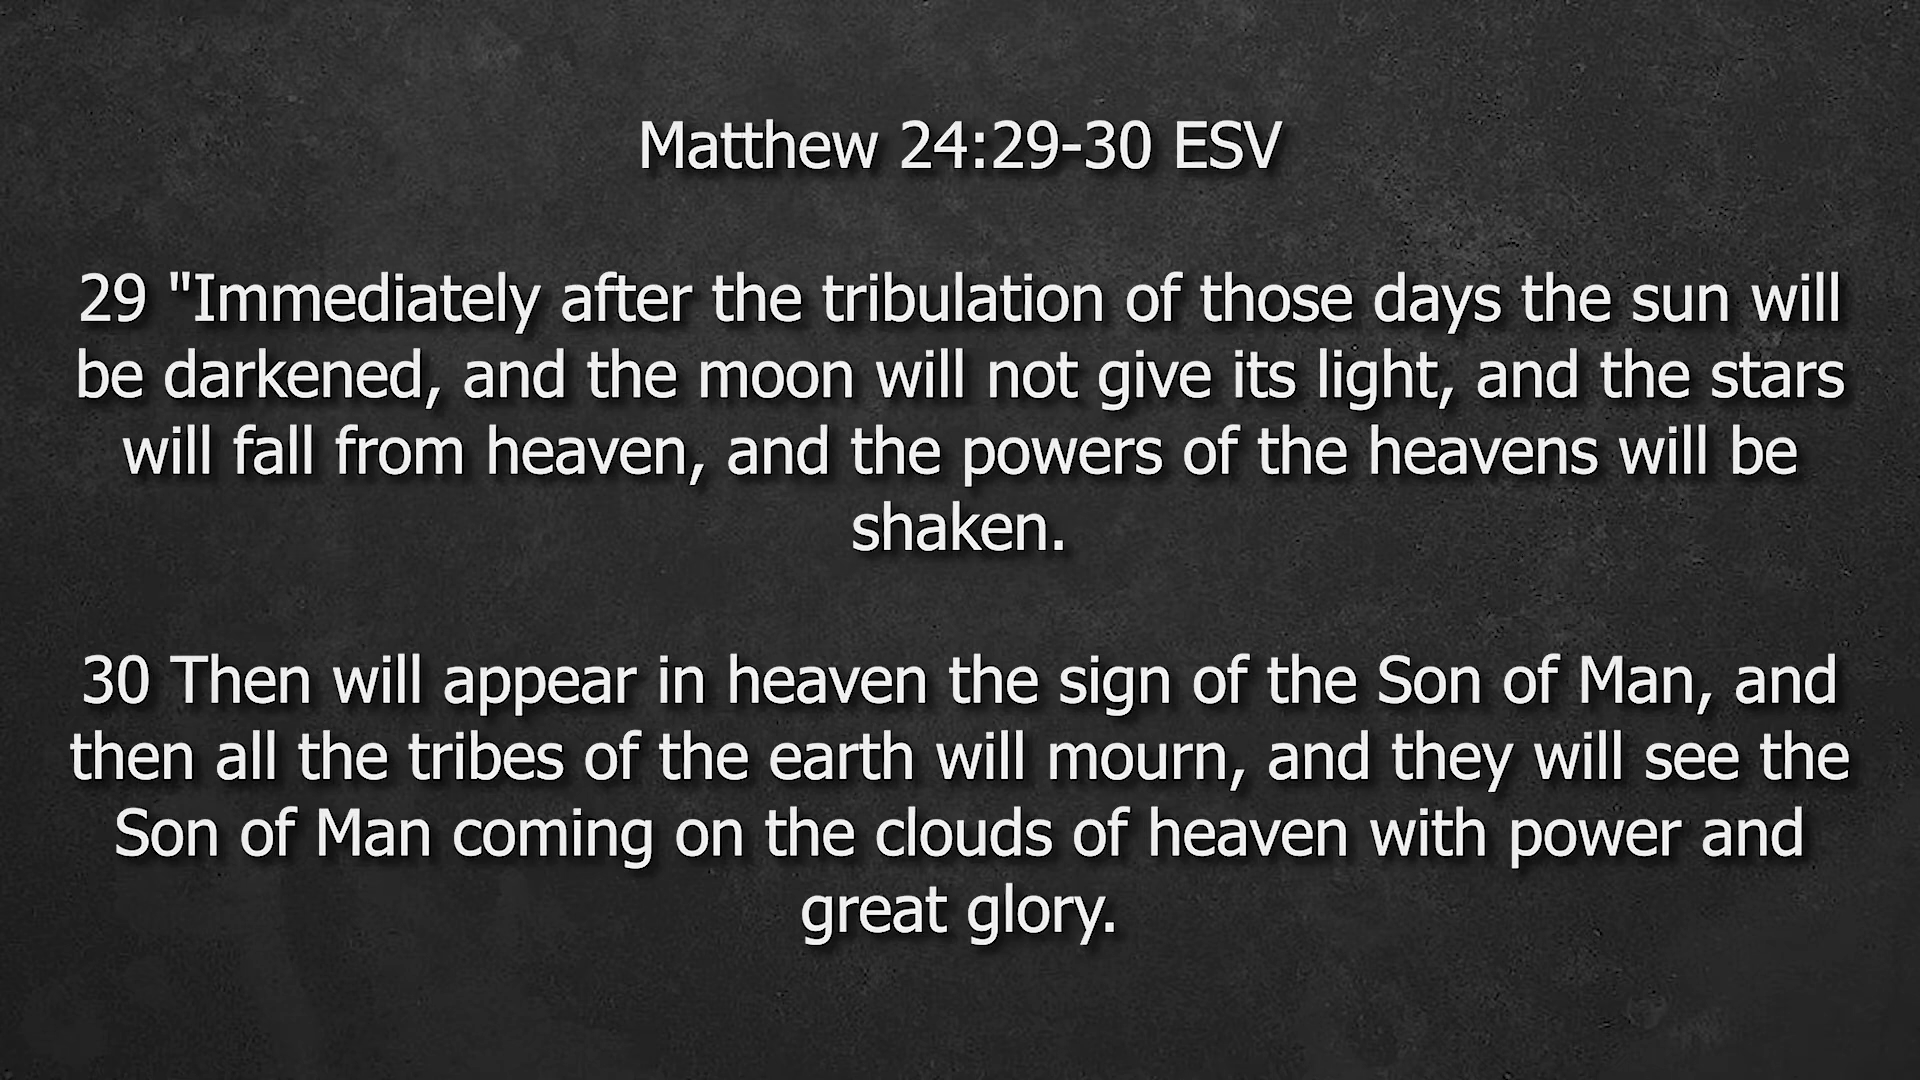 Matthew 24:29-30 ESV
29 "Immediately after the tribulation of those days the sun will
be darkened, and the moon will not give its light, and the stars
will fall from heaven, and the powers of the heavens will be
shaken.
30 Then will appear in heaven the sign of the Son of Man, and
then all the tribes of the earth will mourn, and they will see the
Son of Man coming on the clouds of heaven with power and
great glory.